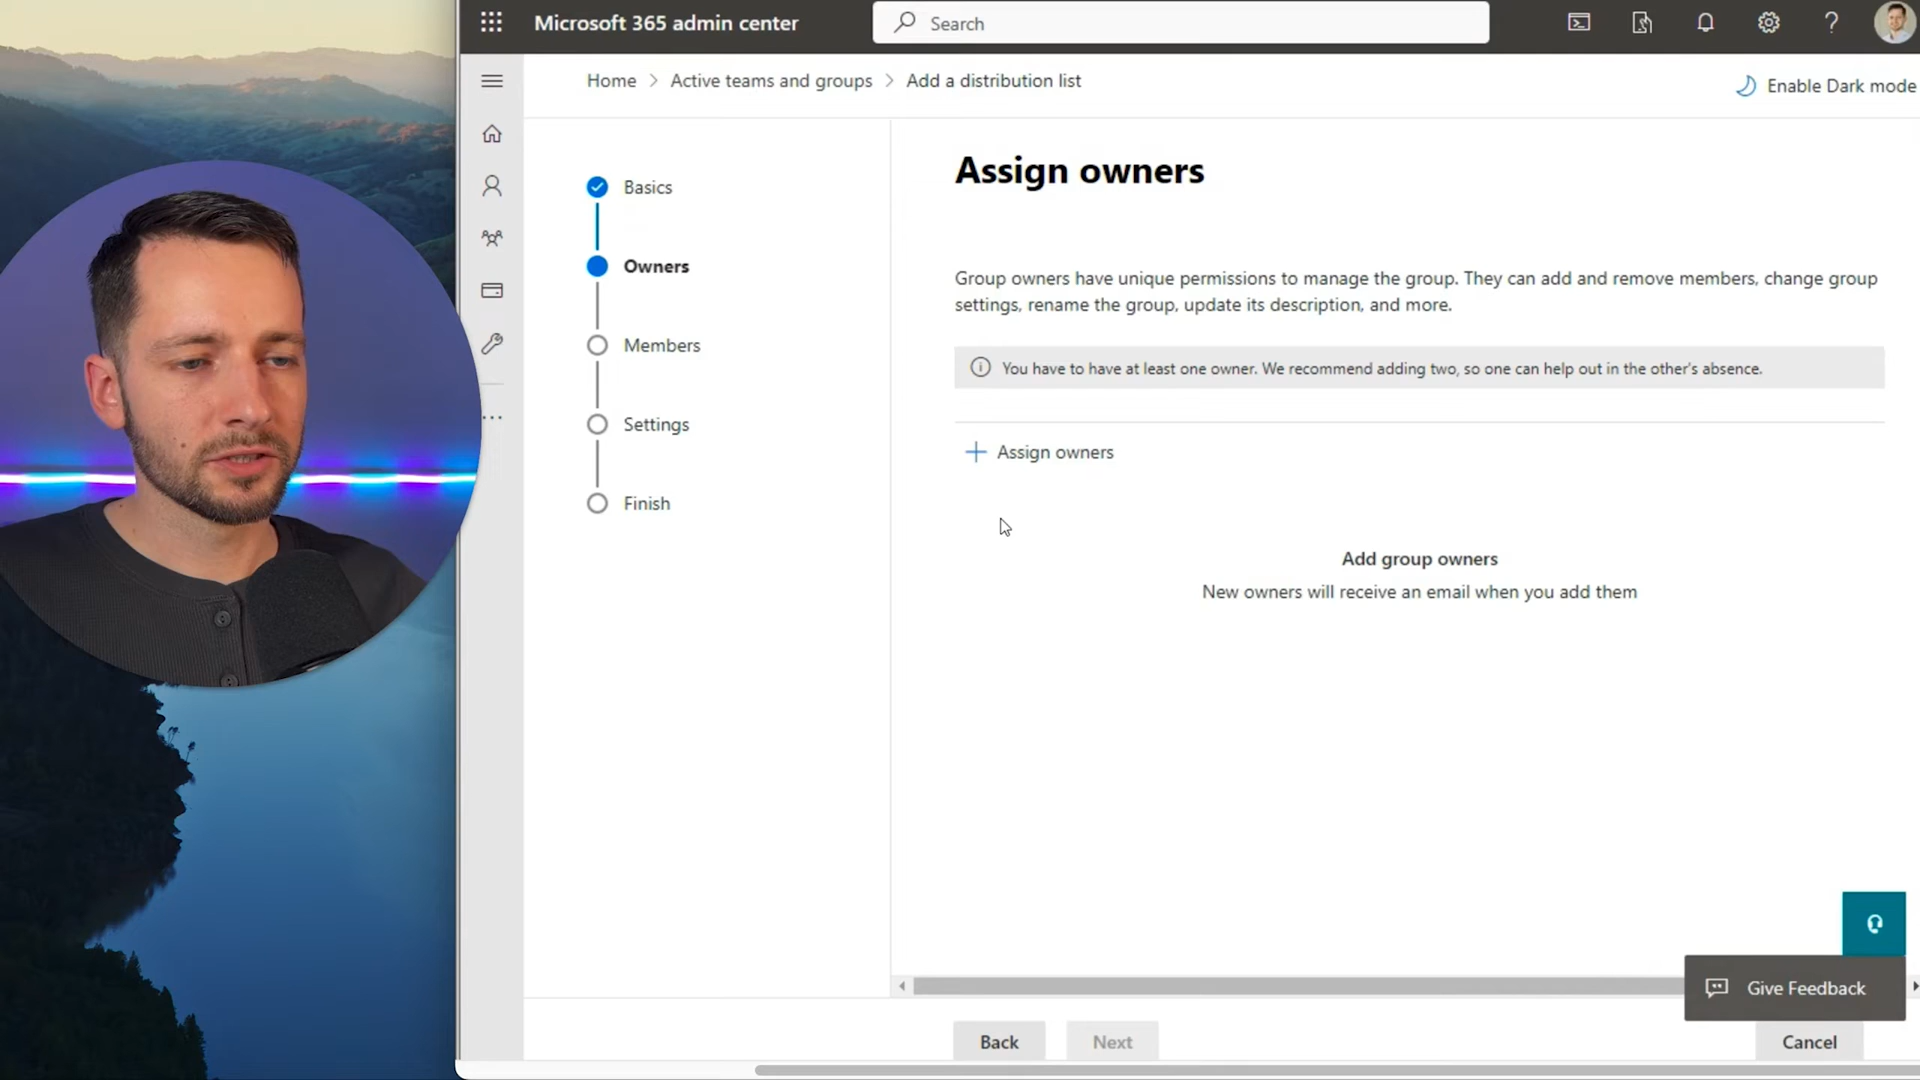 Microsoft 365 admin center
Search
Home > Active teams and groups > Add a distribution list
Enable Dark mode
Basics
Owners
Members
Settings
Finish
Assign owners
Group owners have unique permissions to manage the group. They can add and remove members, change group
settings, rename the group, update its description, and more.
You have to have at least one owner. We recommend adding two, so one can help out in the other's absence.
Assign owners
Add group owners
New owners will receive an email when you add them
Give Feedback
Back
Next
Cancel